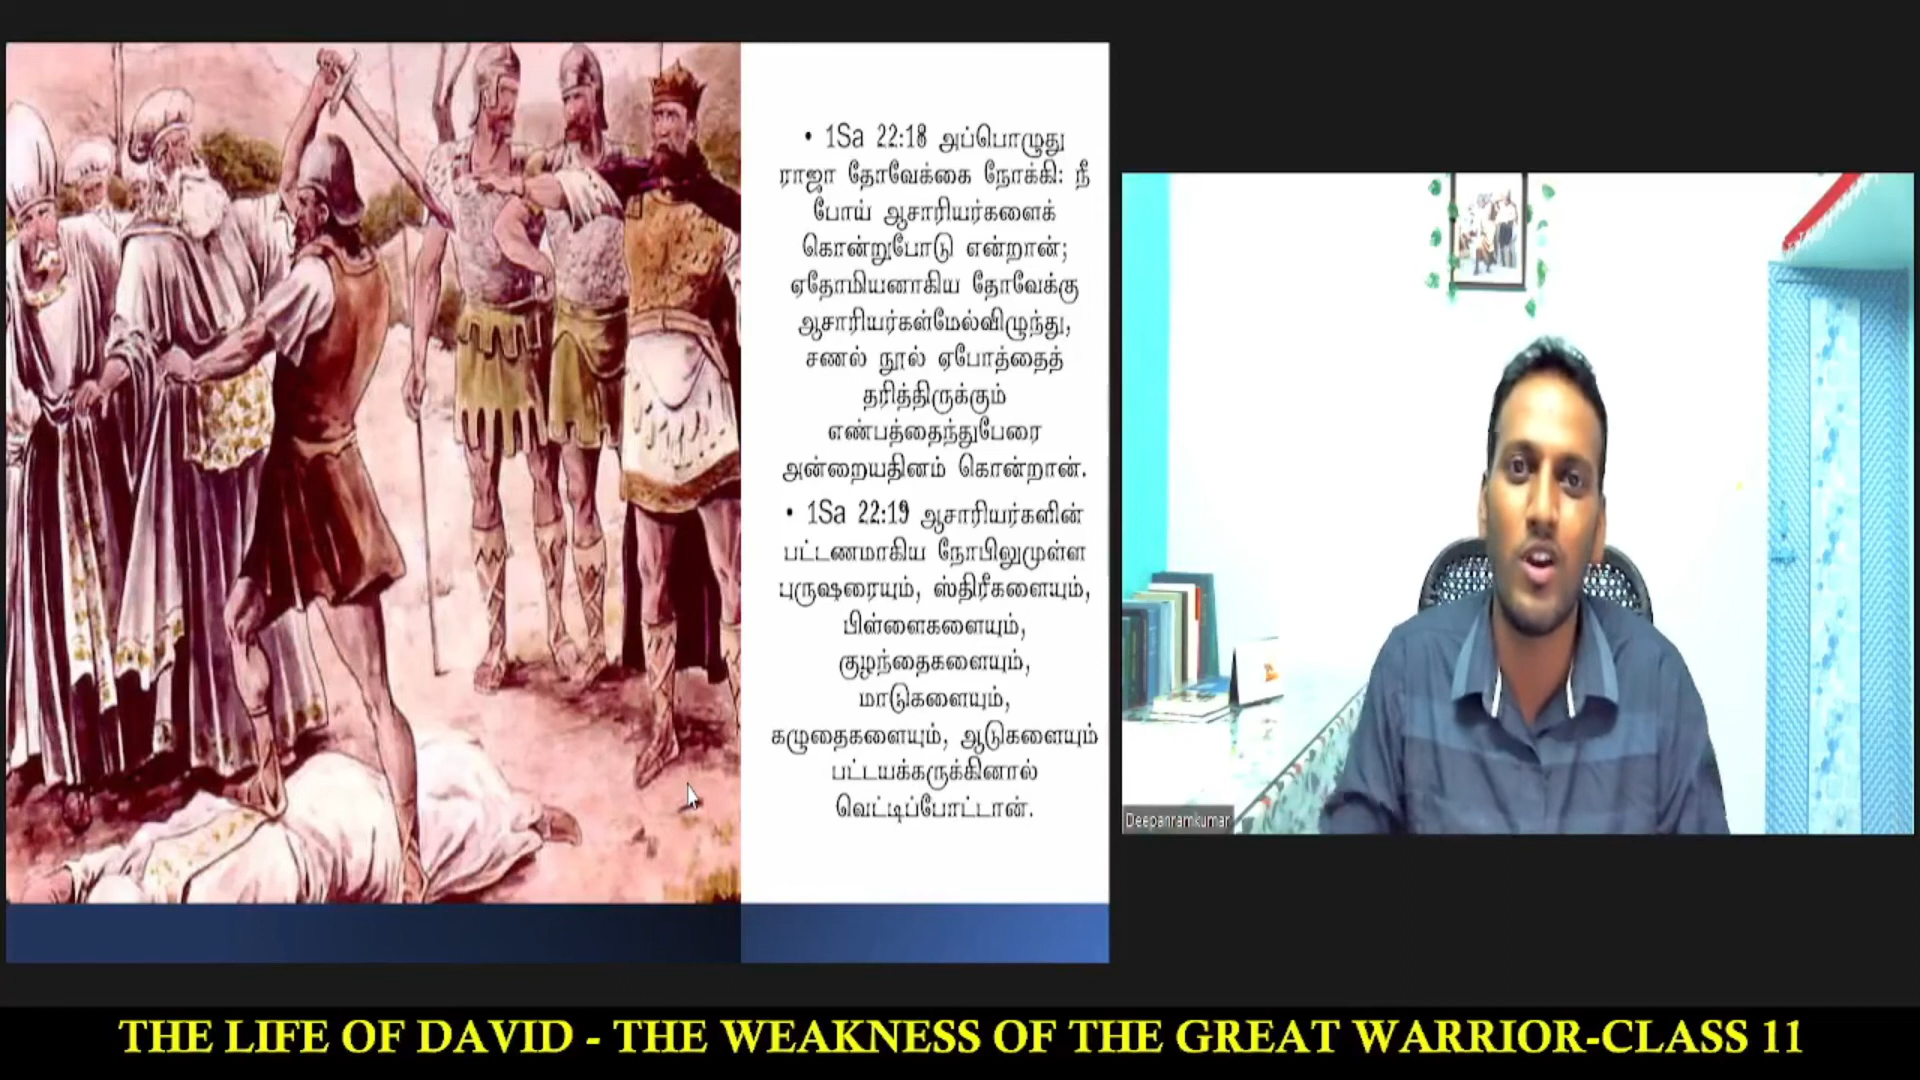 • 1Sa 22:18 அப்பொழுது
ராஜா தோவேக்கை நோக்கி: நீ
போய் ஆசாரியர்களைக்
கொன்றுபோடு என்றான்;
ஏதோமியனாகிய தோவேக்கு
ஆசாரியர்கள்மேல்விழுந்து,
சணல் நூல் ஏபோத்தைத்
தரித்திருக்கும்
எண்பத்தைந்துபேரை
அன்றையதினம் கொன்றான்.
• 1Sa 22:19 ஆசாரியர்களின்
பட்டணமாகிய நோபிலுமுள்ள
புருஷரையும், ஸ்திரீகளையும்,
பிள்ளைகளையும்,
குழந்தைகளையும்,
மாடுகளையும்,
கழுதைகளையும், ஆடுகளையும்
பட்டயக்கருக்கினால்
வெட்டிப்போட்டான்.
Deepanramkumar
THE LIFE OF DAVID - THE WEAKNESS OF THE GREAT WARRIOR-CLASS 11